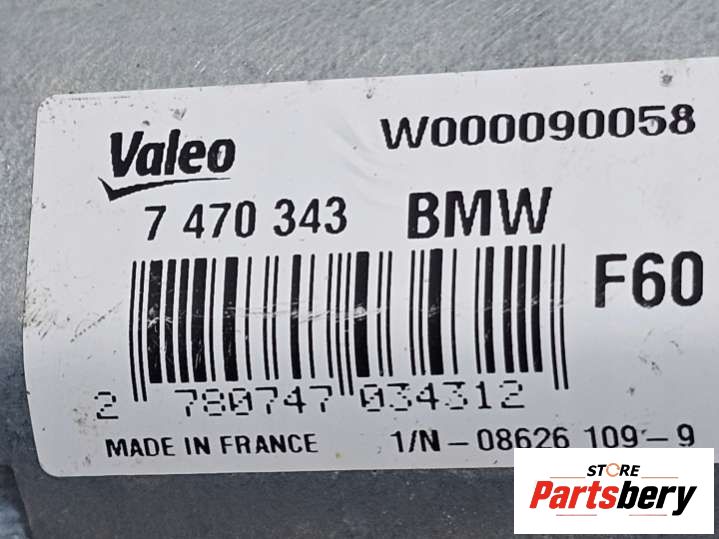 Valeo
W000090058
7 470 343 BMW
F60
2 780747 034312
MADE IN FRANCE
1/N - 08626 109 - 9
STORE
Partsbery